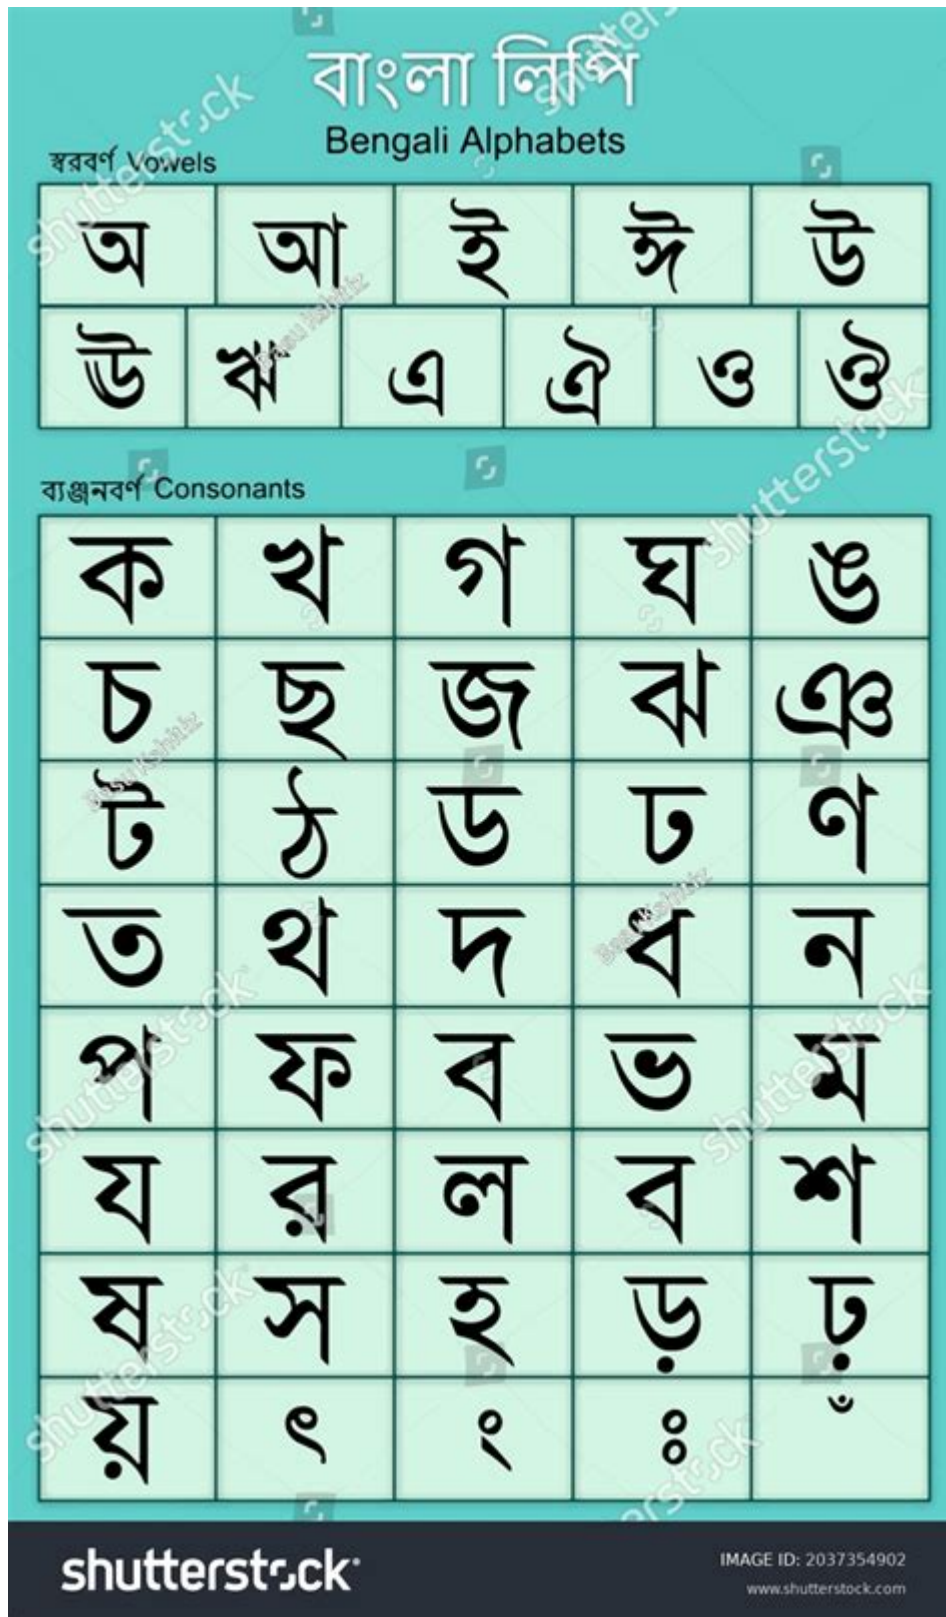 বাংলা লিপি
Bengali Alphabets
স্বরবর্ণ Vowels
অ আ ই ঈ উ
ঊ ঋ এ ঐ ও ঔ
ব্যঞ্জনবর্ণ Consonants
ক খ গ ঘ ঙ
চ ছ জ ঝ ঞ
ট ঠ ড ঢ ণ
ত থ দ ধ ন
প ফ ব ভ ম
য র ল ব শ
ষ স হ ড় ঢ়
য় ৎ ং ঃ ঁ
shutterstock
IMAGE ID: 2037354902
www.shutterstock.com